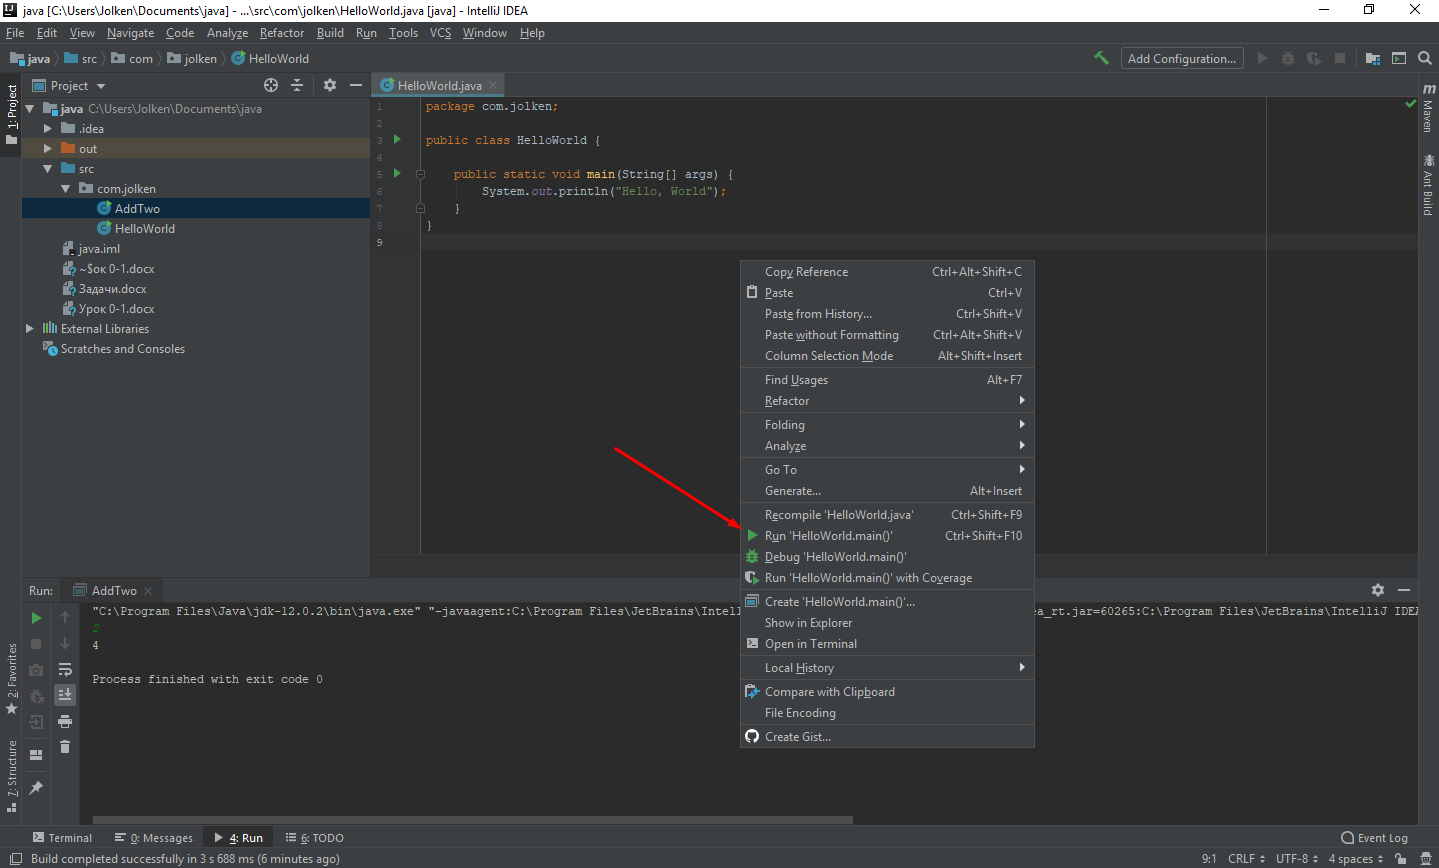 java [C:\Users\Jolken\Documents\java] - ...\src\com\jolken\HelloWorld.java [java] - IntelliJ IDEA
File Edit View Navigate Code Analyze Refactor Build Run Tools VCS Window Help
java src com jolken HelloWorld Add Configuration...
Project
HelloWorld.java
1: Project
java C:\Users\Jolken\Documents\java
.idea
out
src
com.jolken
AddTwo
HelloWorld
java.iml
~$ок 0-1.docx
Задачи.docx
Урок 0-1.docx
External Libraries
Scratches and Consoles
1 package com.jolken;
2
3 public class HelloWorld {
4
5 public static void main(String[] args) {
6 System.out.println("Hello, World");
7 }
8 }
9
m Maven
Ant Build
Copy Reference Ctrl+Alt+Shift+C
Paste Ctrl+V
Paste from History... Ctrl+Shift+V
Paste without Formatting Ctrl+Alt+Shift+V
Column Selection Mode Alt+Shift+Insert
Find Usages Alt+F7
Refactor
Folding
Analyze
Go To
Generate... Alt+Insert
Recompile 'HelloWorld.java' Ctrl+Shift+F9
Run 'HelloWorld.main()' Ctrl+Shift+F10
Debug 'HelloWorld.main()'
Run 'HelloWorld.main()' with Coverage
Create 'HelloWorld.main()'...
Show in Explorer
Open in Terminal
Local History
Compare with Clipboard
File Encoding
Create Gist...
Run: AddTwo
"C:\Program Files\Java\jdk-12.0.2\bin\java.exe" "-javaagent:C:\Program Files\JetBrains\Intell
ea_rt.jar=60265:C:\Program Files\JetBrains\IntelliJ IDEA
2
4
Process finished with exit code 0
2: Favorites
7: Structure
Terminal 0: Messages 4: Run 6: TODO Event Log
Build completed successfully in 3 s 688 ms (6 minutes ago) 9:1 CRLF UTF-8 4 spaces